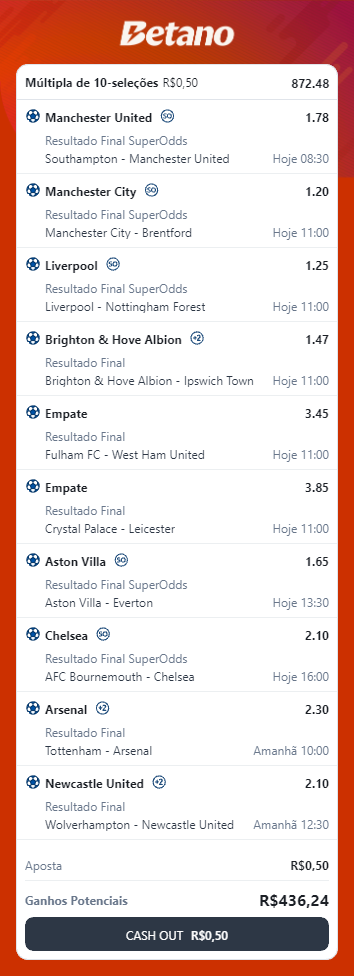 Betano
Múltipla de 10-seleções R$0,50 872.48
Manchester United SO 1.78
Resultado Final SuperOdds
Southampton - Manchester United Hoje 08:30
Manchester City SO 1.20
Resultado Final SuperOdds
Manchester City - Brentford Hoje 11:00
Liverpool SO 1.25
Resultado Final SuperOdds
Liverpool - Nottingham Forest Hoje 11:00
Brighton & Hove Albion +2 1.47
Resultado Final
Brighton & Hove Albion - Ipswich Town Hoje 11:00
Empate 3.45
Resultado Final
Fulham FC - West Ham United Hoje 11:00
Empate 3.85
Resultado Final
Crystal Palace - Leicester Hoje 11:00
Aston Villa SO 1.65
Resultado Final SuperOdds
Aston Villa - Everton Hoje 13:30
Chelsea SO 2.10
Resultado Final SuperOdds
AFC Bournemouth - Chelsea Hoje 16:00
Arsenal +2 2.30
Resultado Final
Tottenham - Arsenal Amanhã 10:00
Newcastle United +2 2.10
Resultado Final
Wolverhampton - Newcastle United Amanhã 12:30
Aposta R$0,50
Ganhos Potenciais R$436,24
CASH OUT R$0,50